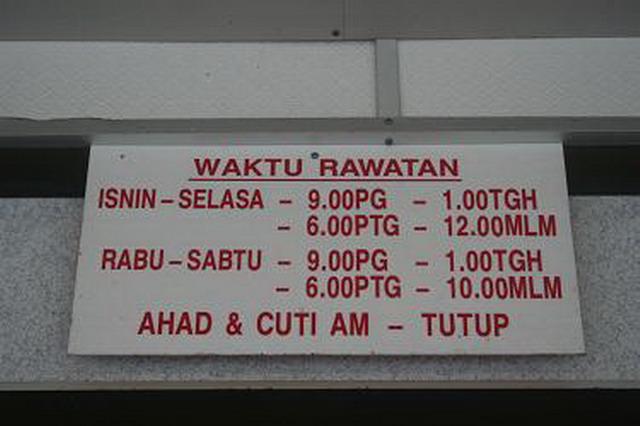 WAKTU RAWATAN
ISNIN – SELASA – 9.00PG – 1.00TGH
– 6.00PTG – 12.00MLM
RABU – SABTU – 9.00PG – 1.00TGH
– 6.00PTG – 10.00MLM
AHAD & CUTI AM – TUTUP